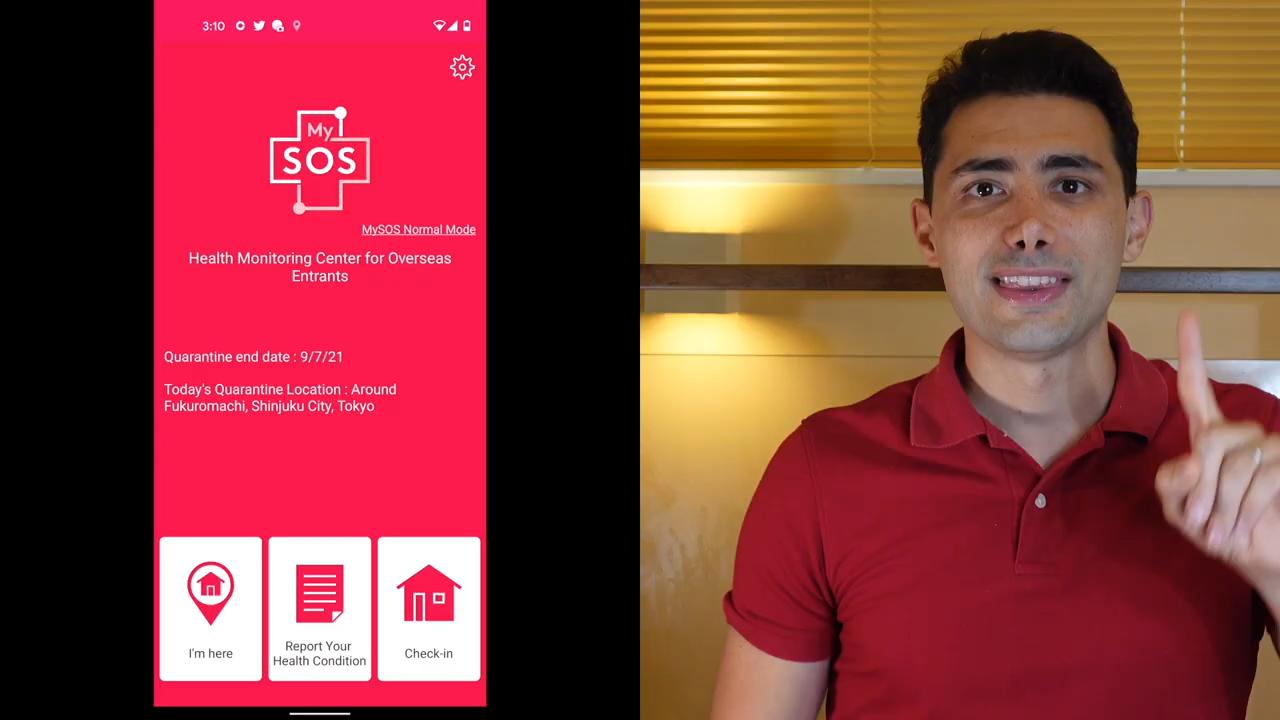 3:10
My
SOS
MySOS Normal Mode
Health Monitoring Center for Overseas
Entrants
Quarantine end date : 9/7/21
Today's Quarantine Location : Around
Fukuromachi, Shinjuku City, Tokyo
I'm here
Report Your
Health Condition
Check-in